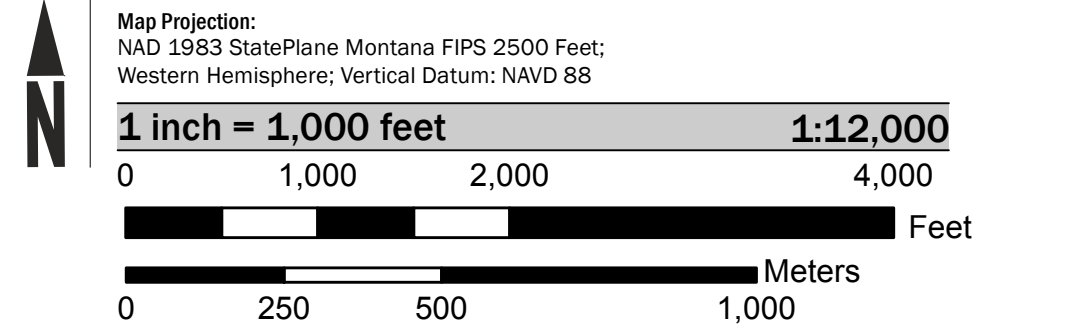 N
Map Projection:
NAD 1983 StatePlane Montana FIPS 2500 Feet;
Western Hemisphere; Vertical Datum: NAVD 88
1 inch = 1,000 feet 1:12,000
0 1,000 2,000 4,000
Feet
Meters
0 250 500 1,000